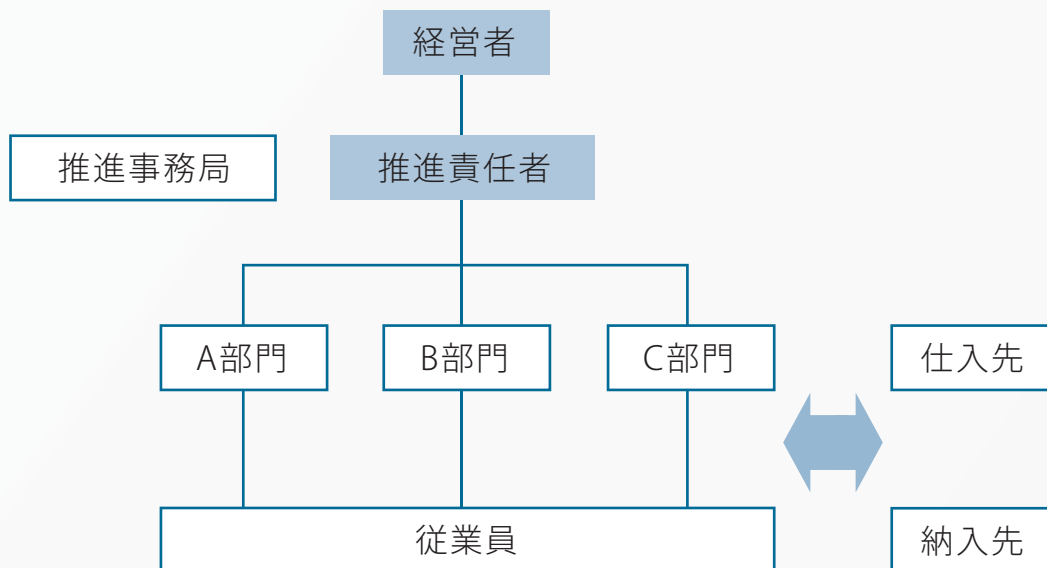 経営者
推進事務局
推進責任者
A部門
B部門
C部門
仕入先
従業員
納入先